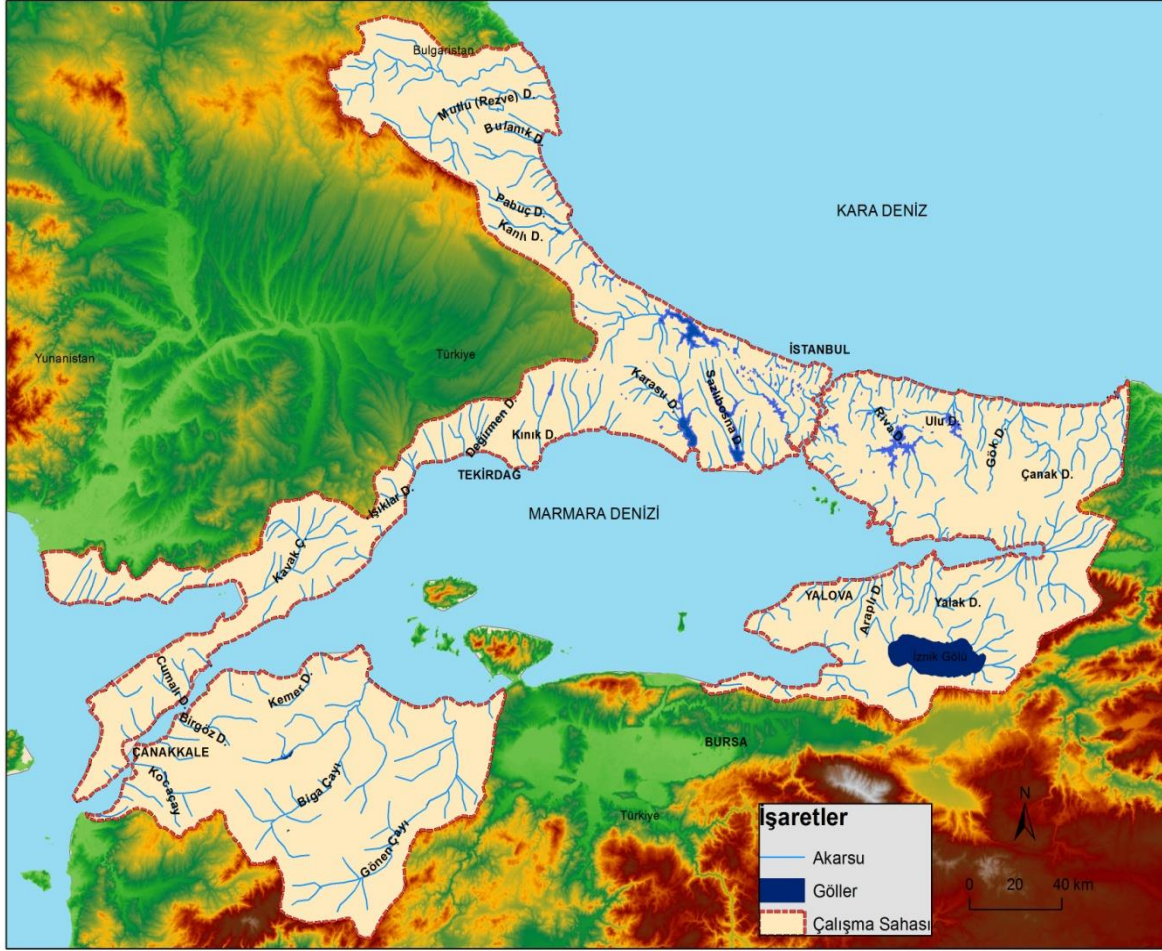 Bulgaristan
Mutlu (Rezve) D.
Bulanık D.
Pabuç D.
Kanlı D.
KARA DENİZ
Yunanistan
Türkiye
İSTANBUL
Karasu D.
Sazlıbosna D.
Değirmen D.
Kınık D.
Riva D.
Ulu D.
Gök D.
Çanak D.
TEKİRDAĞ
Işıklar D.
MARMARA DENİZİ
Kavak Ç.
YALOVA
Araplı D.
Yalak D.
İznik Gölü
Cumalı D.
Kemer D.
Birgöz D.
ÇANAKKALE
Kocaçay
Biga Çayı
Gönen Çayı
BURSA
Türkiye
İşaretler
Akarsu
Göller
Çalışma Sahası
N
0 20 40 km